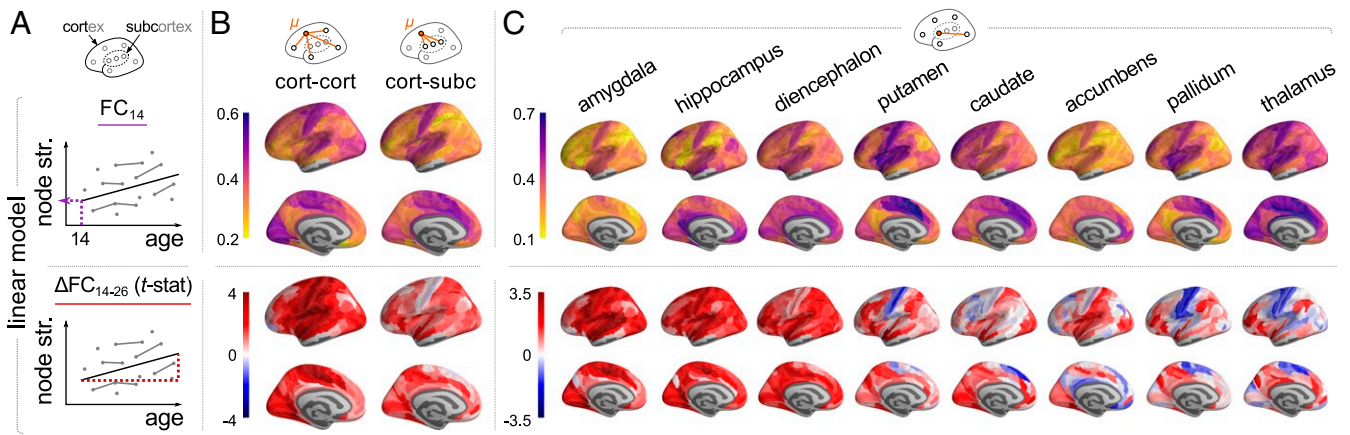 A
cortex
subcortex
linear model
FC14
node str.
14
age
ΔFC14-26 (t-stat)
node str.
age
B
μ
μ
cort-cort
cort-subc
0.6
0.4
0.2
4
0
-4
C
amygdala
hippocampus
diencephalon
putamen
caudate
accumbens
pallidum
thalamus
0.7
0.4
0.1
3.5
0
-3.5